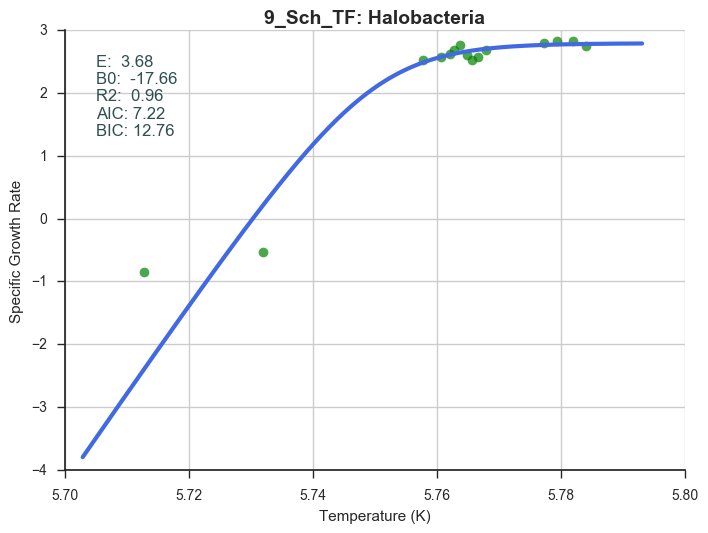 9_Sch_TF: Halobacteria
E:  3.68
B0:  -17.66
R2:  0.96
AIC: 7.22
BIC: 12.76
Specific Growth Rate
3
2
1
0
−1
−2
−3
−4
5.70 5.72 5.74 5.76 5.78 5.80
Temperature (K)